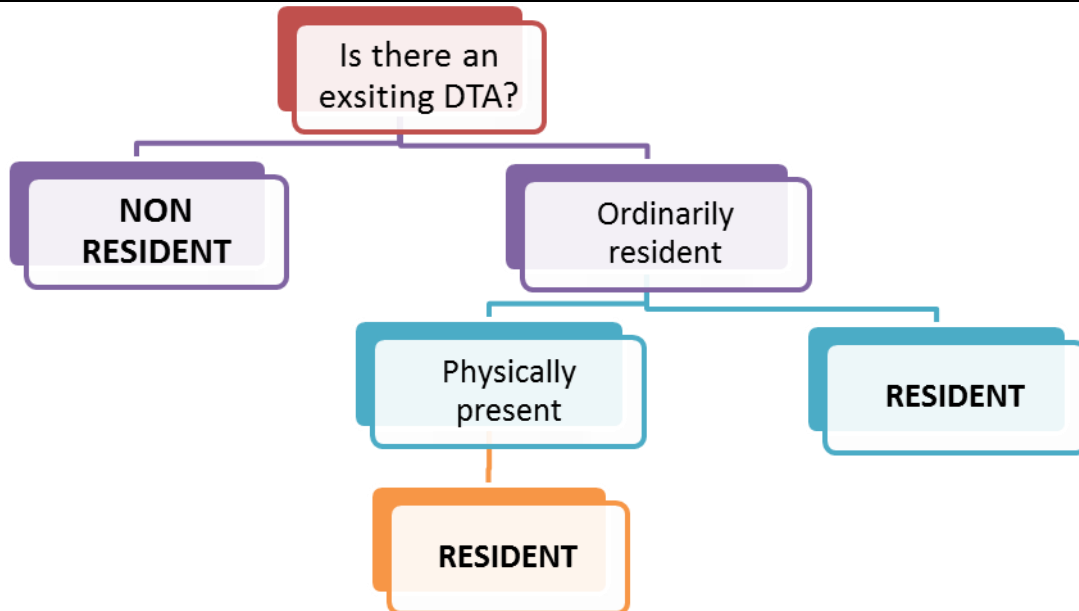 Is there an
exsiting DTA?
NON
RESIDENT
Ordinarily
resident
Physically
present
RESIDENT
RESIDENT